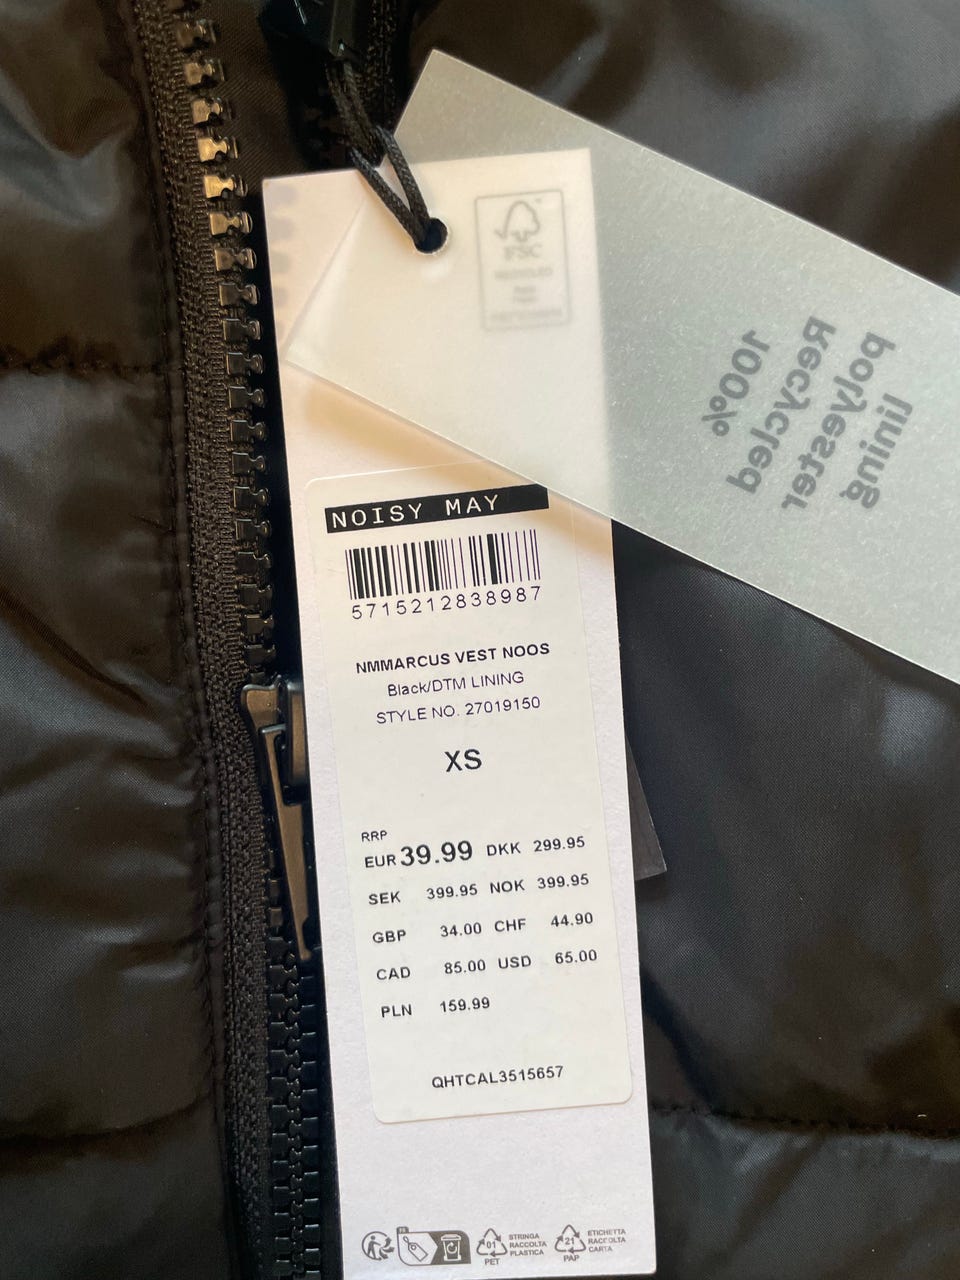 FSC
100%
Recycled
polyester
lining
NOISY MAY
5715212838987
NMMARCUS VEST NOOS
Black/DTM LINING
STYLE NO. 27019150
XS
RRP
EUR 39.99 DKK 299.95
SEK 399.95 NOK 399.95
GBP 34.00 CHF 44.90
CAD 85.00 USD 65.00
PLN 159.99
QHTCAL3515657
01
PET
STRINGA
RACCOLTA
PLASTICA
21
PAP
ETICHETTA
RACCOLTA
CARTA